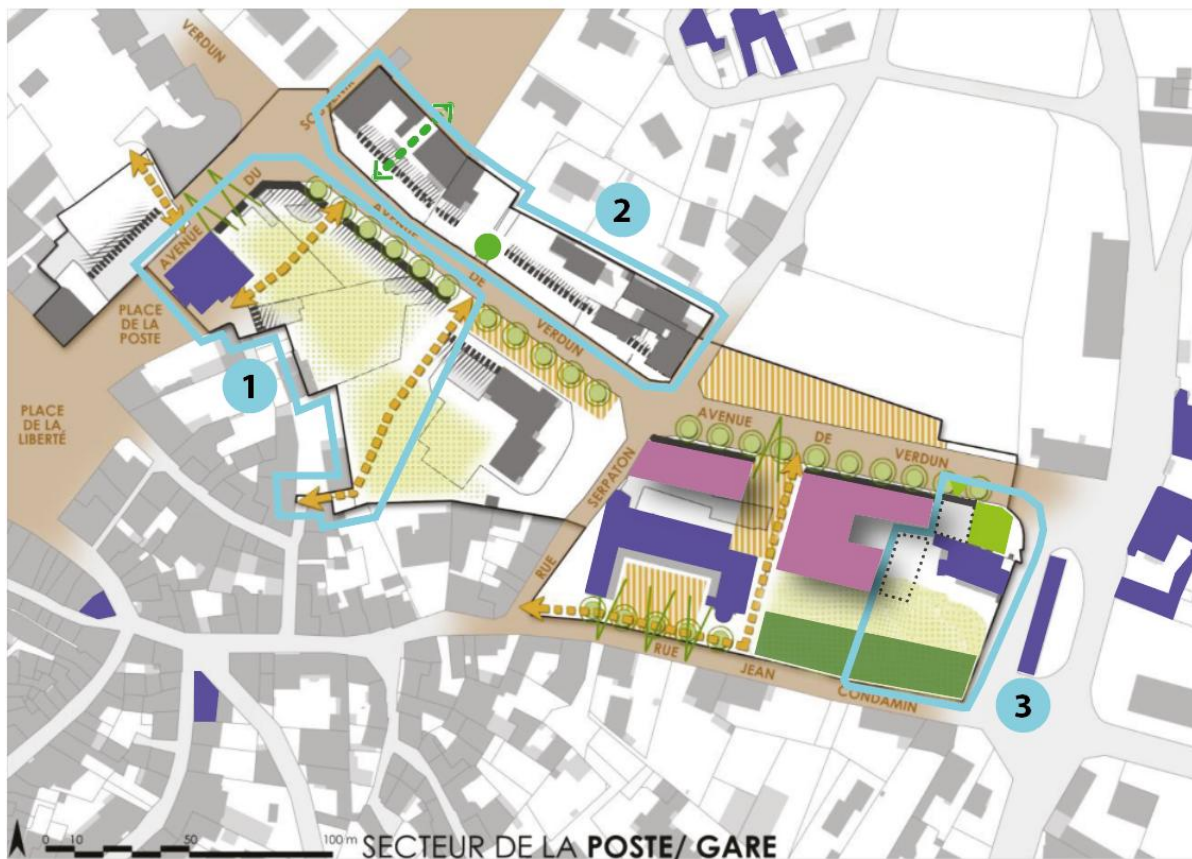 VERDUN
2
AVENUE
DU
AVENUE
DE
VERDUN
PLACE
DE LA
POSTE
1
PLACE
DE LA
LIBERTÉ
AVENUE
DE
VERDUN
RUE
SERPATON
RUE
JEAN
CONDAMIN
3
0 10 50 100 m
SECTEUR DE LA POSTE/ GARE